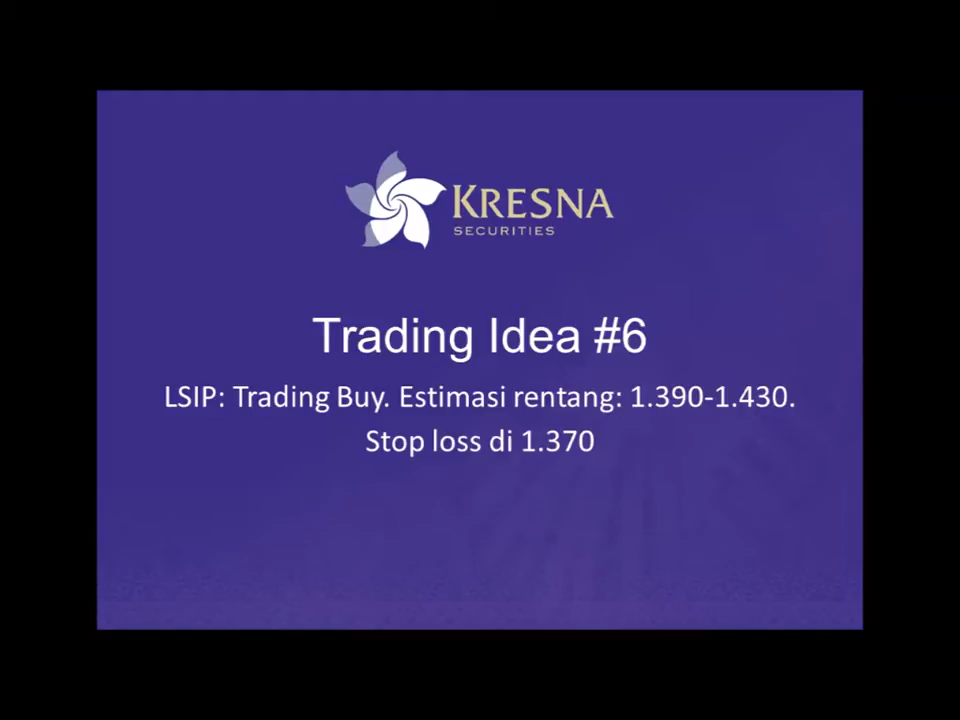 KRESNA
SECURITIES
Trading Idea #6
LSIP: Trading Buy. Estimasi rentang: 1.390-1.430.
Stop loss di 1.370